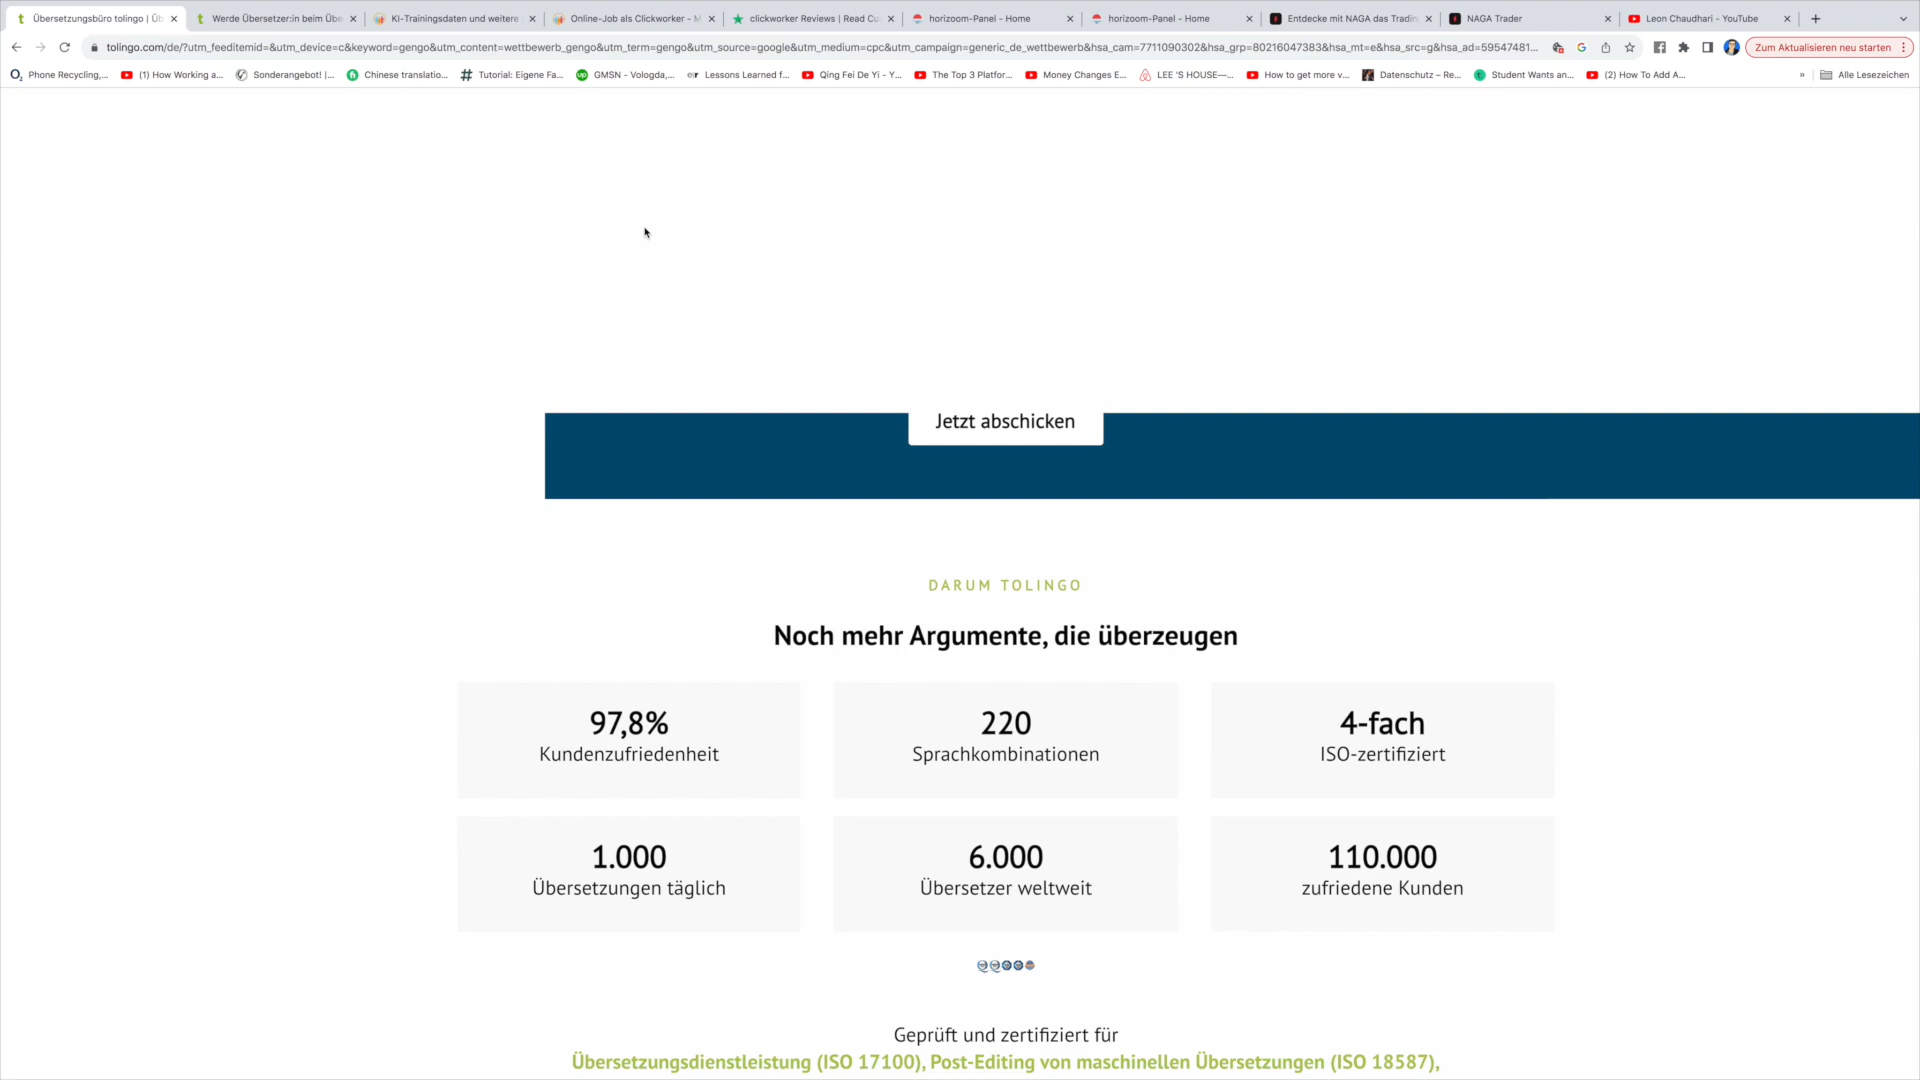 Übersetzungsbüro tolingo | Üb
Werde Übersetzer:in beim Übe
KI-Trainingsdaten und weitere
Online-Job als Clickworker - M
clickworker Reviews | Read Cu
horizoom-Panel - Home
horizoom-Panel - Home
Entdecke mit NAGA das Tradin
NAGA Trader
Leon Chaudhari - YouTube
tolingo.com/de/?utm_feeditemid=&utm_device=c&keyword=gengo&utm_content=wettbewerb_gengo&utm_term=gengo&utm_source=google&utm_medium=cpc&utm_campaign=generic_de_wettbewerb&hsa_cam=7711090302&hsa_grp=80216047383&hsa_mt=e&hsa_src=g&hsa_ad=59547481...
Zum Aktualisieren neu starten
Phone Recycling,...
(1) How Working a...
Sonderangebot! |...
Chinese translatio...
Tutorial: Eigene Fa...
GMSN - Vologda,...
Lessons Learned f...
Qing Fei De Yi - Y...
The Top 3 Platfor...
Money Changes E...
LEE 'S HOUSE—...
How to get more v...
Datenschutz – Re...
Student Wants an...
(2) How To Add A...
»
Alle Lesezeichen
Jetzt abschicken
DARUM TOLINGO
Noch mehr Argumente, die überzeugen
97,8%
Kundenzufriedenheit
220
Sprachkombinationen
4-fach
ISO-zertifiziert
1.000
Übersetzungen täglich
6.000
Übersetzer weltweit
110.000
zufriedene Kunden
Geprüft und zertifiziert für
Übersetzungsdienstleistung (ISO 17100), Post-Editing von maschinellen Übersetzungen (ISO 18587),